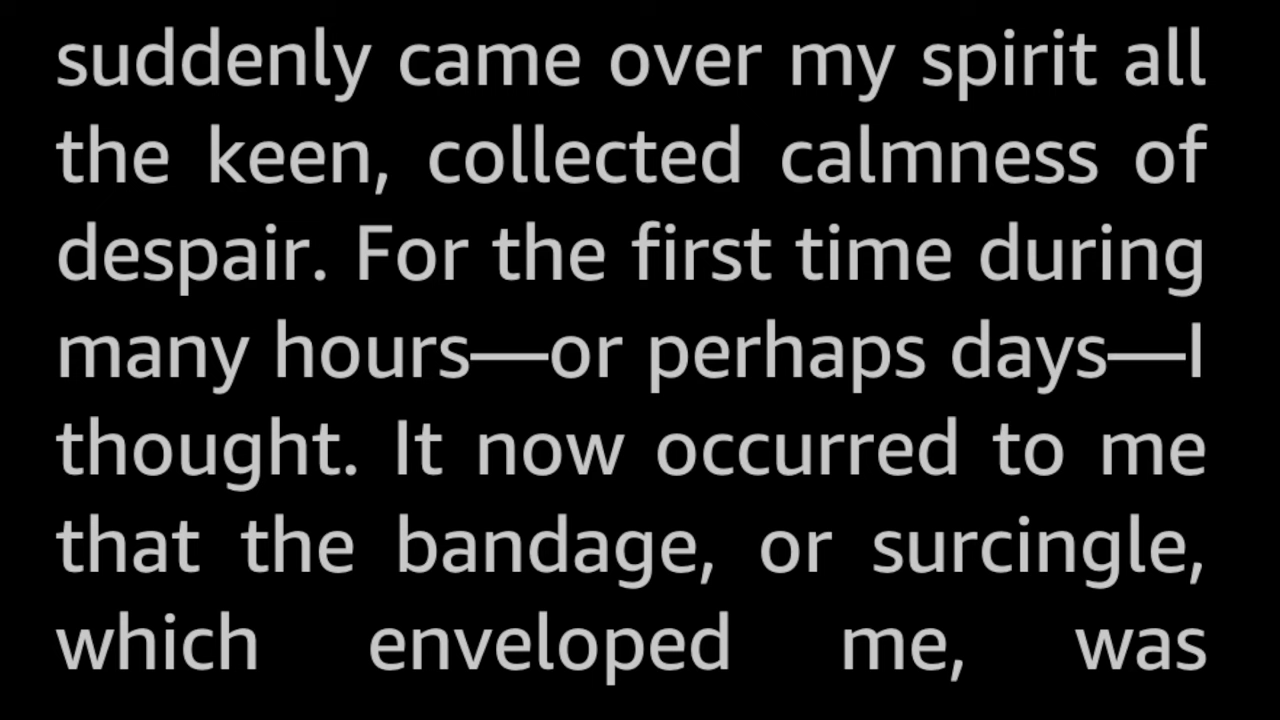 suddenly came over my spirit all
the keen, collected calmness of
despair. For the first time during
many hours—or perhaps days—I
thought. It now occurred to me
that the bandage, or surcingle,
which enveloped me, was